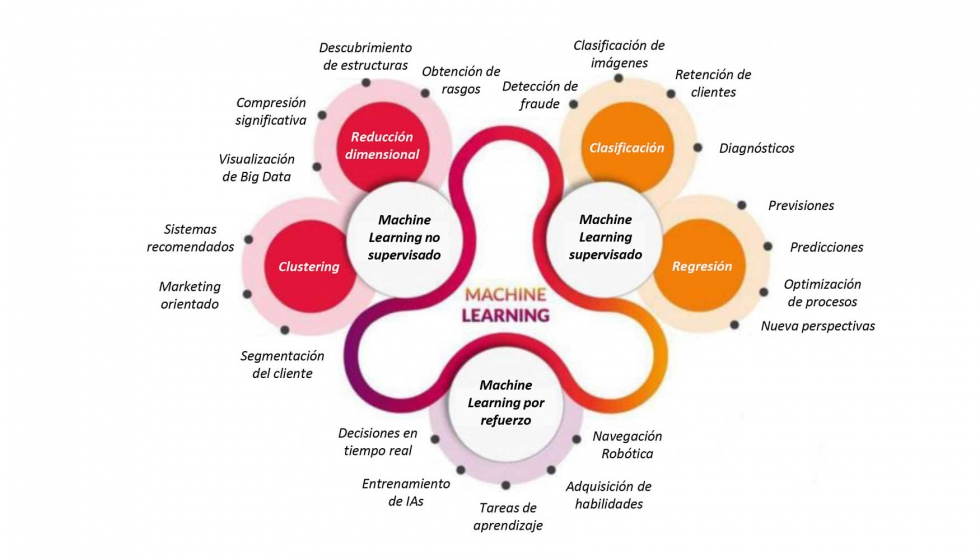 Descubrimiento
de estructuras
Obtención de
rasgos
Compresión
significativa
Visualización
de Big Data
Reducción
dimensional
Machine
Learning no
supervisado
Sistemas
recomendados
Marketing
orientado
Segmentación
del cliente
Clustering
Clasificación de
imágenes
Detección de
fraude
Retención de
clientes
Diagnósticos
Clasificación
Machine
Learning
supervisado
Previsiones
Predicciones
Optimización
de procesos
Nueva perspectivas
Regresión
MACHINE
LEARNING
Machine
Learning por
refuerzo
Decisiones en
tiempo real
Entrenamiento
de IAs
Tareas de
aprendizaje
Adquisición de
habilidades
Navegación
Robótica